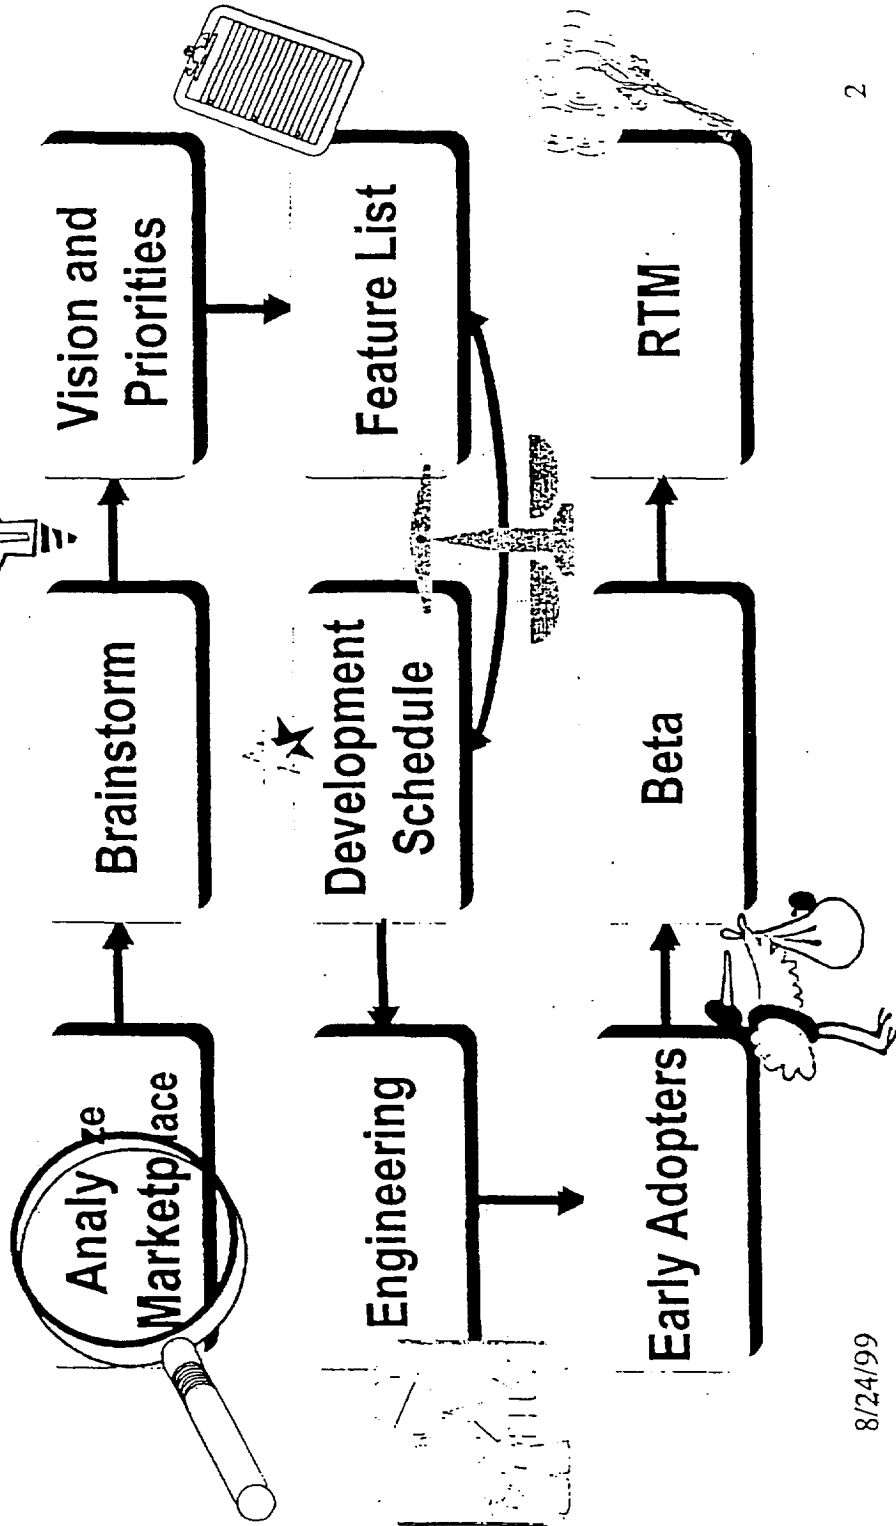 Analyze
Marketplace
Brainstorm
Vision and
Priorities
Engineering
Development
Schedule
Feature List
Early Adopters
Beta
RTM
8/24/99
2